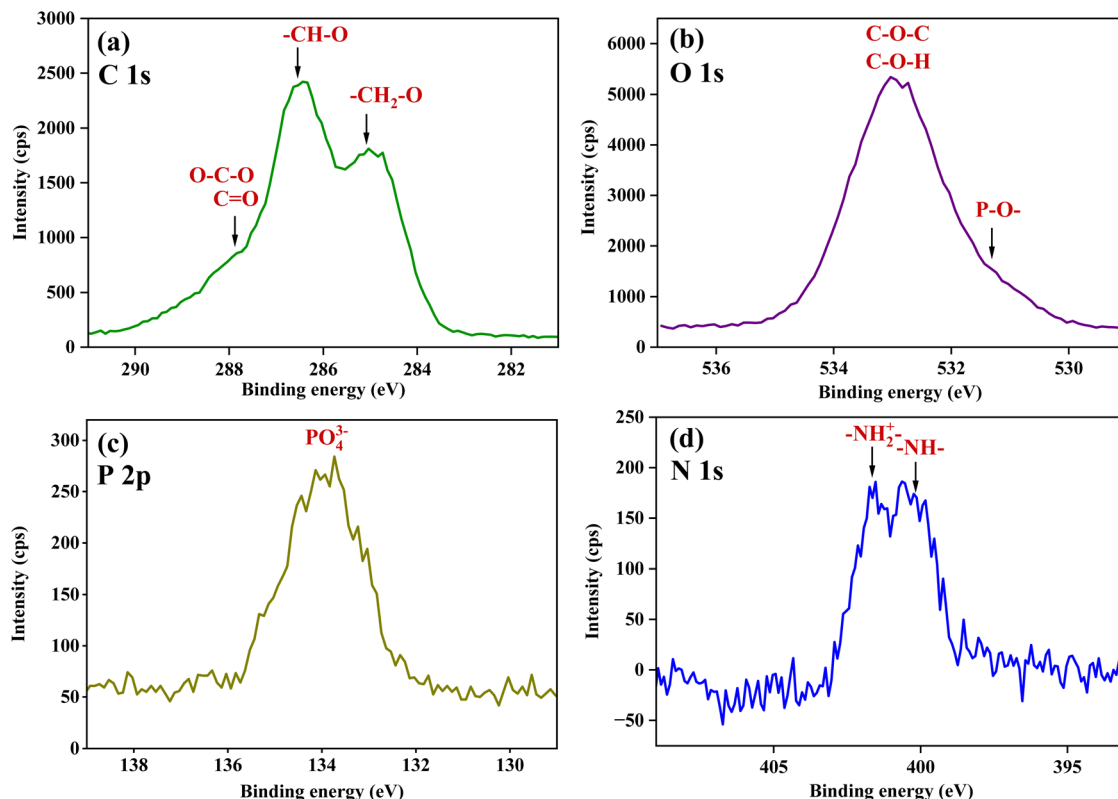 (a)
C 1s
-CH-O
-CH₂-O
O-C-O
C=O
3000
2500
2000
1500
1000
500
0
Intensity (cps)
290 288 286 284 282
Binding energy (eV)
(b)
O 1s
C-O-C
C-O-H
P-O-
6000
5000
4000
3000
2000
1000
0
Intensity (cps)
536 534 532 530
Binding energy (eV)
(c)
P 2p
PO₄³⁻
300
250
200
150
100
50
0
Intensity (cps)
138 136 134 132 130
Binding energy (eV)
(d)
N 1s
-NH₂⁺-
-NH-
250
200
150
100
50
0
−50
Intensity (cps)
405 400 395
Binding energy (eV)